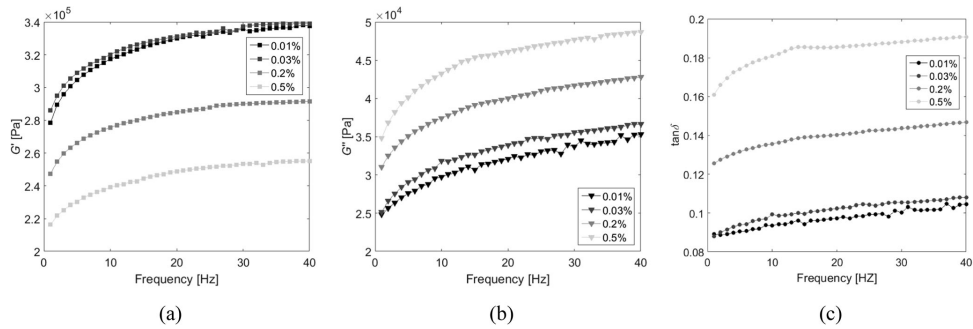 3.4 × 10⁵
3.2
3
2.8
2.6
2.4
2.2
2
0 10 20 30 40
G' [Pa]
Frequency [Hz]
0.01%
0.03%
0.2%
0.5%
(a)
5 × 10⁴
4.5
4
3.5
3
2.5
2
0 10 20 30 40
G'' [Pa]
Frequency [Hz]
0.01%
0.03%
0.2%
0.5%
(b)
0.2
0.18
0.16
0.14
0.12
0.1
0.08
0 10 20 30 40
tanδ
Frequency [HZ]
0.01%
0.03%
0.2%
0.5%
(c)